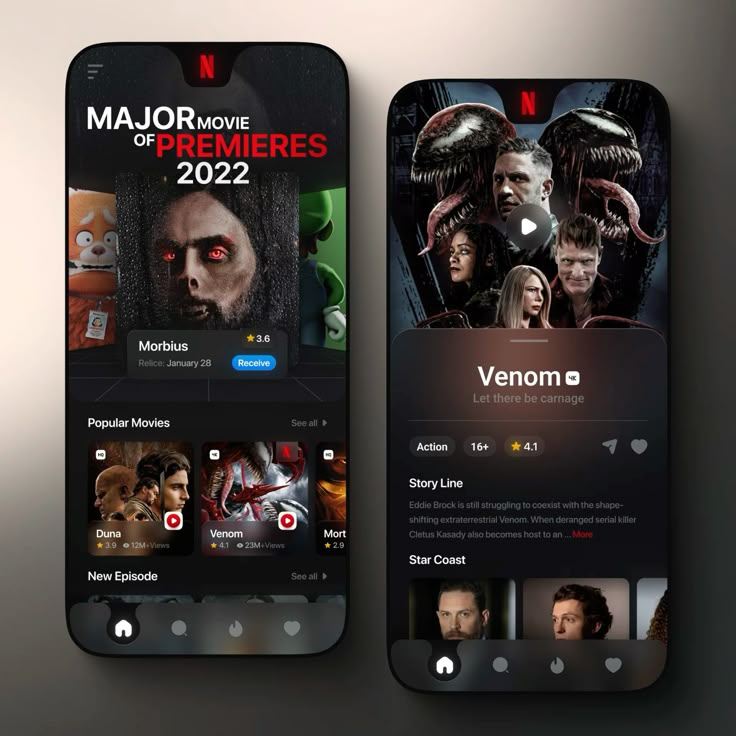 N
MAJOR MOVIE
OF PREMIERES
2022
Morbius
★ 3.6
Relice: January 28
Receive
Popular Movies
See all
HQ
4K
N
HQ
Duna
★ 3.9 12M+Views
Venom
★ 4.1 23M+Views
Mort
★ 2.9
New Episode
See all
N
Venom 4K
Let there be carnage
Action
16+
★ 4.1
Story Line
Eddie Brock is still struggling to coexist with the shape-
shifting extraterrestrial Venom. When deranged serial killer
Cletus Kasady also becomes host to an ... More
Star Coast